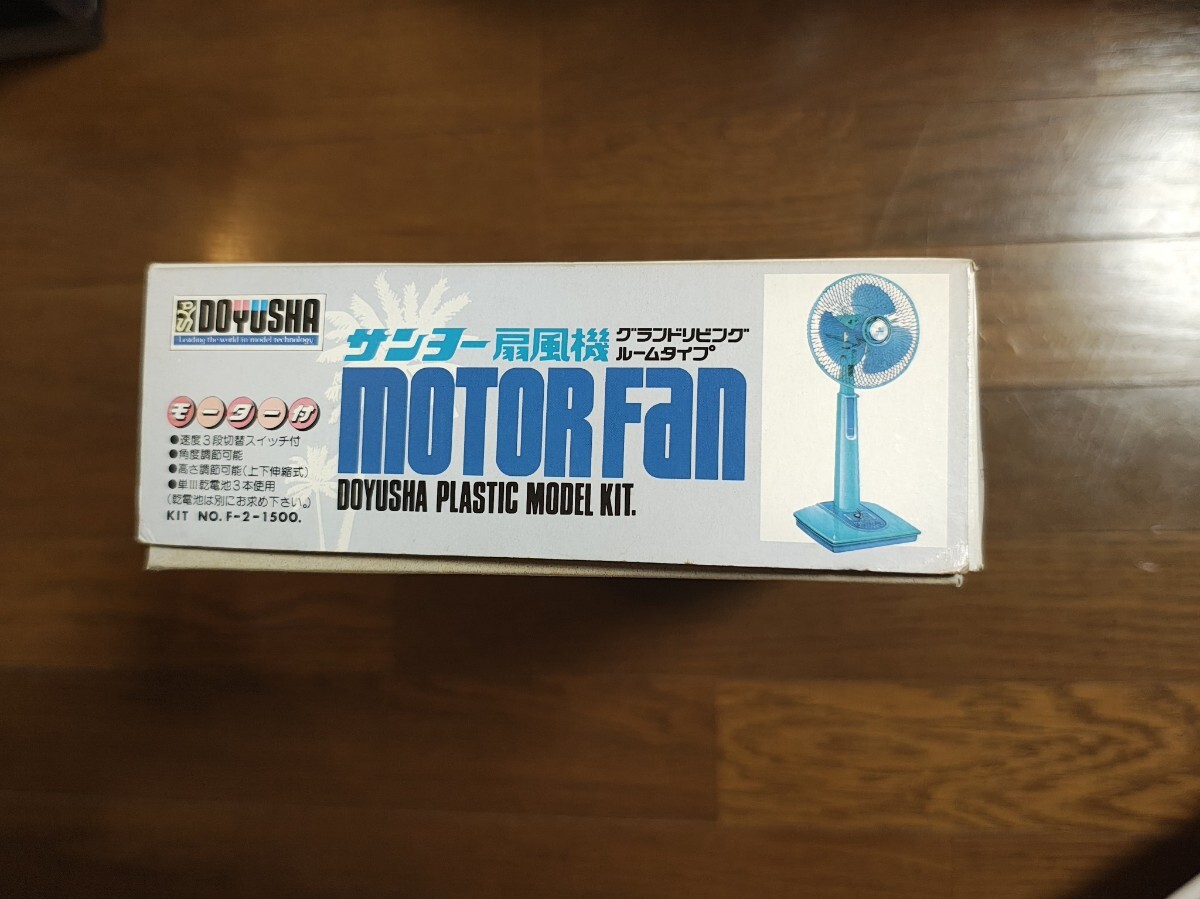 DOYUSHA
Leading the world in model technology
サンヨー扇風機 グランドリビング
ルームタイプ
MOTOR Fan
DOYUSHA PLASTIC MODEL KIT.
モーター付
●速度3段切替スイッチ付
●角度調節可能
●高さ調節可能(上下伸縮式)
●単III乾電池3本使用
(乾電池は別にお求め下さい。)
KIT NO.F-2-1500.